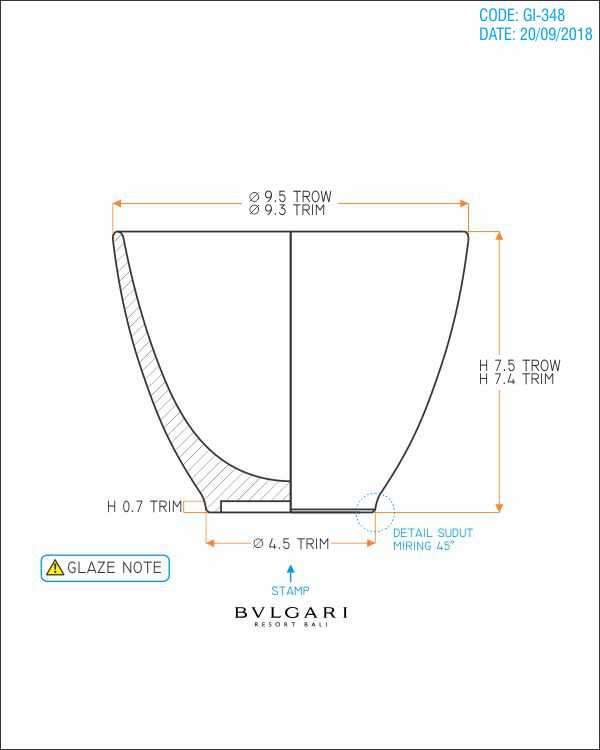 CODE: GI-348
DATE: 20/09/2018
Ø 9.5 TROW
Ø 9.3 TRIM
H 7.5 TROW
H 7.4 TRIM
H 0.7 TRIM
DETAIL SUDUT
MIRING 45°
Ø 4.5 TRIM
GLAZE NOTE
STAMP
BVLGARI
RESORT BALI